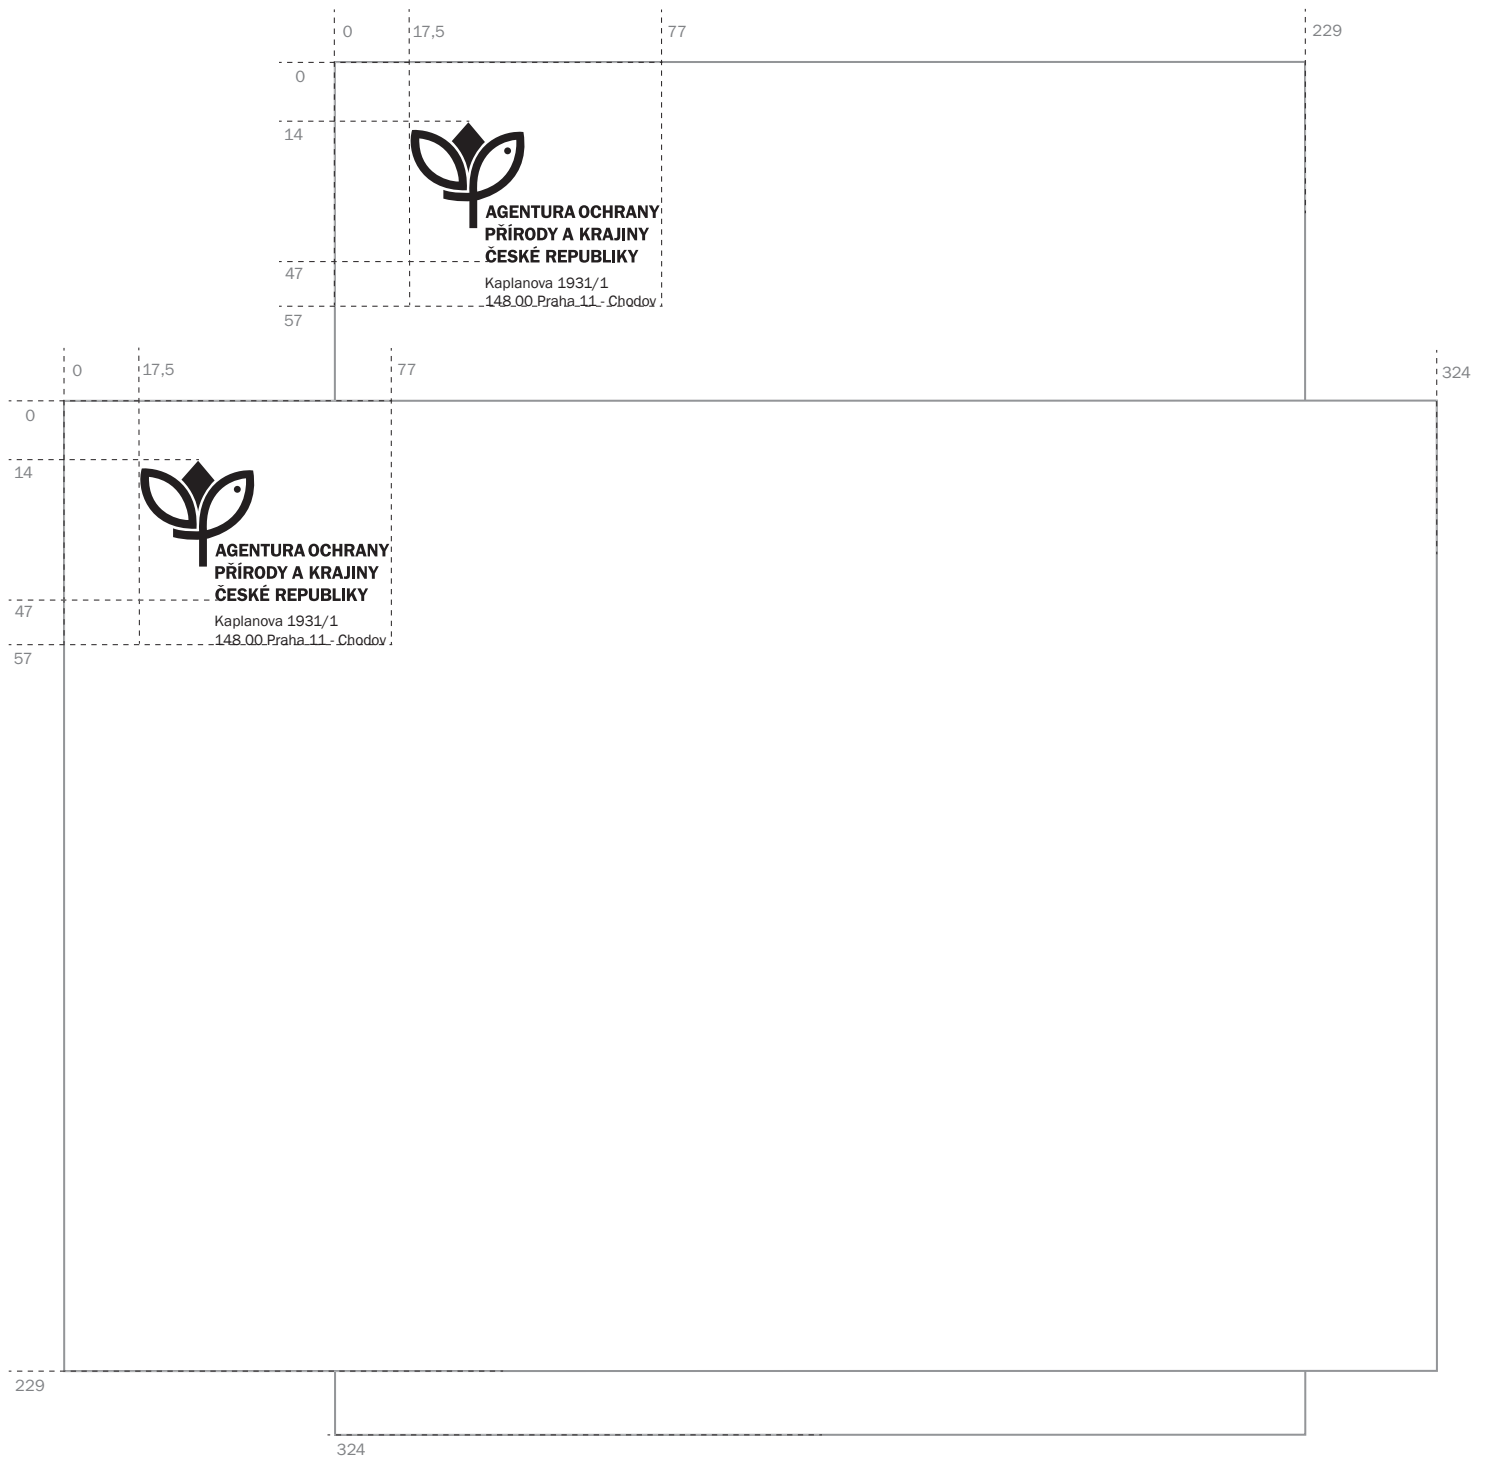 0
17,5
77
229
0
14
AGENTURA OCHRANY
PŘÍRODY A KRAJINY
ČESKÉ REPUBLIKY
47
Kaplanova 1931/1
148 00 Praha 11 - Chodov
57
0
17,5
77
324
0
14
AGENTURA OCHRANY
PŘÍRODY A KRAJINY
ČESKÉ REPUBLIKY
47
Kaplanova 1931/1
148 00 Praha 11 - Chodov
57
229
324